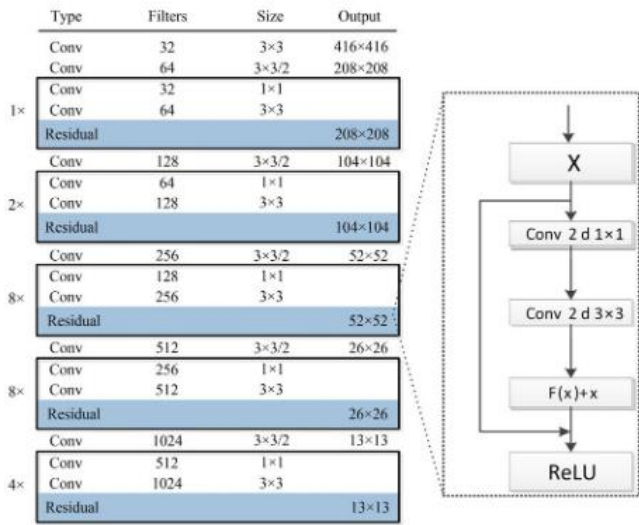 Type Filters Size Output
Conv 32 3×3 416×416
Conv 64 3×3/2 208×208
Conv 32 1×1
1×
Conv 64 3×3
Residual 208×208
Conv 128 3×3/2 104×104
Conv 64 1×1
2×
Conv 128 3×3
Residual 104×104
Conv 256 3×3/2 52×52
Conv 128 1×1
8×
Conv 256 3×3
Residual 52×52
Conv 512 3×3/2 26×26
Conv 256 1×1
8×
Conv 512 3×3
Residual 26×26
Conv 1024 3×3/2 13×13
Conv 512 1×1
4×
Conv 1024 3×3
Residual 13×13
X
Conv 2 d 1×1
Conv 2 d 3×3
F(x)+x
ReLU